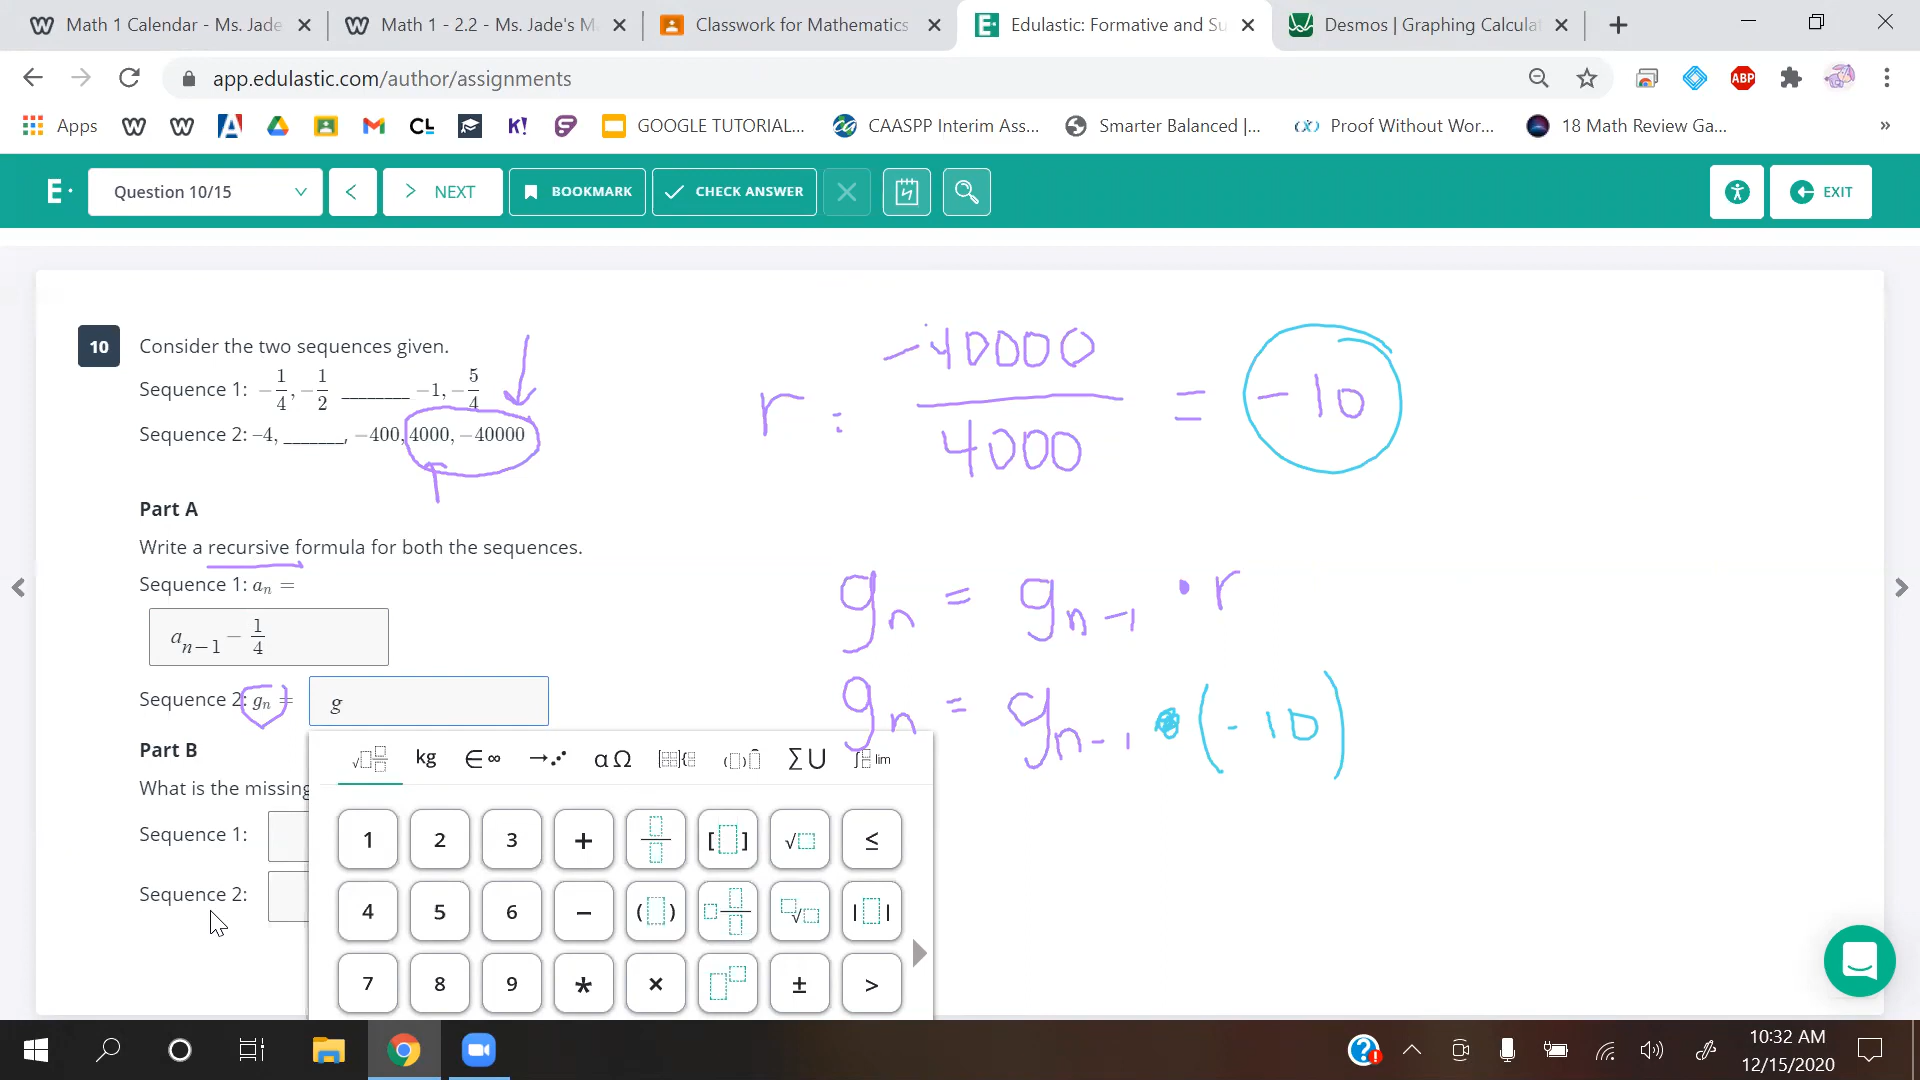 Math 1 Calendar - Ms. Jade
Math 1 - 2.2 - Ms. Jade's M
Classwork for Mathematics
Edulastic: Formative and Su
Desmos | Graphing Calcula
app.edulastic.com/author/assignments
ABP
Apps
CL
K!
GOOGLE TUTORIAL...
CAASPP Interim Ass...
Smarter Balanced |...
Proof Without Wor...
18 Math Review Ga...
»
E·
Question 10/15
NEXT
BOOKMARK
CHECK ANSWER
EXIT
10
Consider the two sequences given.
Sequence 1: -1/4, -1/2 ________ -1, -5/4
Sequence 2: –4, _______, -400, 4000, -40000
r: -40000/4000 = -10
Part A
Write a recursive formula for both the sequences.
Sequence 1: aₙ =
aₙ₋₁ - 1/4
gₙ = gₙ₋₁ · r
Sequence 2: gₙ = g
gₙ = gₙ₋₁ · (-10)
Part B
What is the missing
Sequence 1:
Sequence 2:
√ kg ∈∞ →⋰ αΩ ∑∪ ∫ lim
1 2 3 + [ ] √ ≤
4 5 6 − ( ) √ | |
7 8 9 * × ± >
10:32 AM
12/15/2020